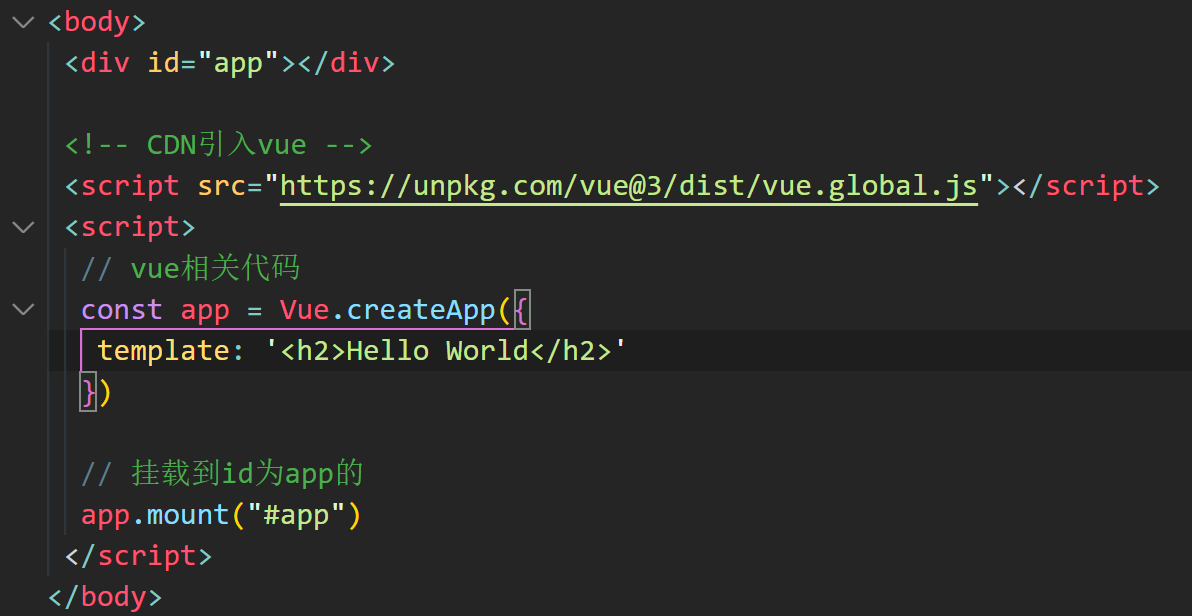 <body>
<div id="app"></div>
<!-- CDN引入vue -->
<script src="https://unpkg.com/vue@3/dist/vue.global.js"></script>
<script>
// vue相关代码
const app = Vue.createApp({
template: '<h2>Hello World</h2>'
})
// 挂载到id为app的
app.mount("#app")
</script>
</body>